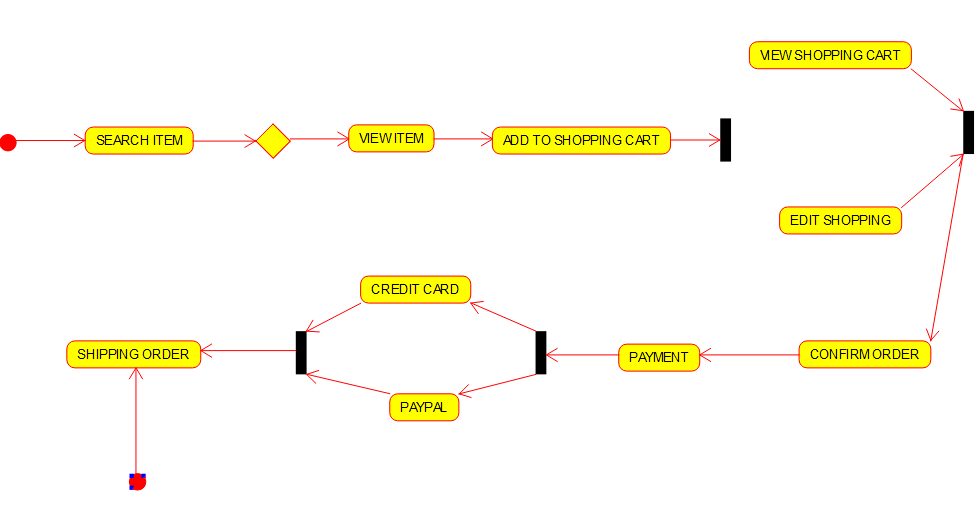 VIEW SHOPPING CART
SEARCH ITEM
VIEW ITEM
ADD TO SHOPPING CART
EDIT SHOPPING
CREDIT CARD
SHIPPING ORDER
PAYMENT
CONFIRM ORDER
PAYPAL